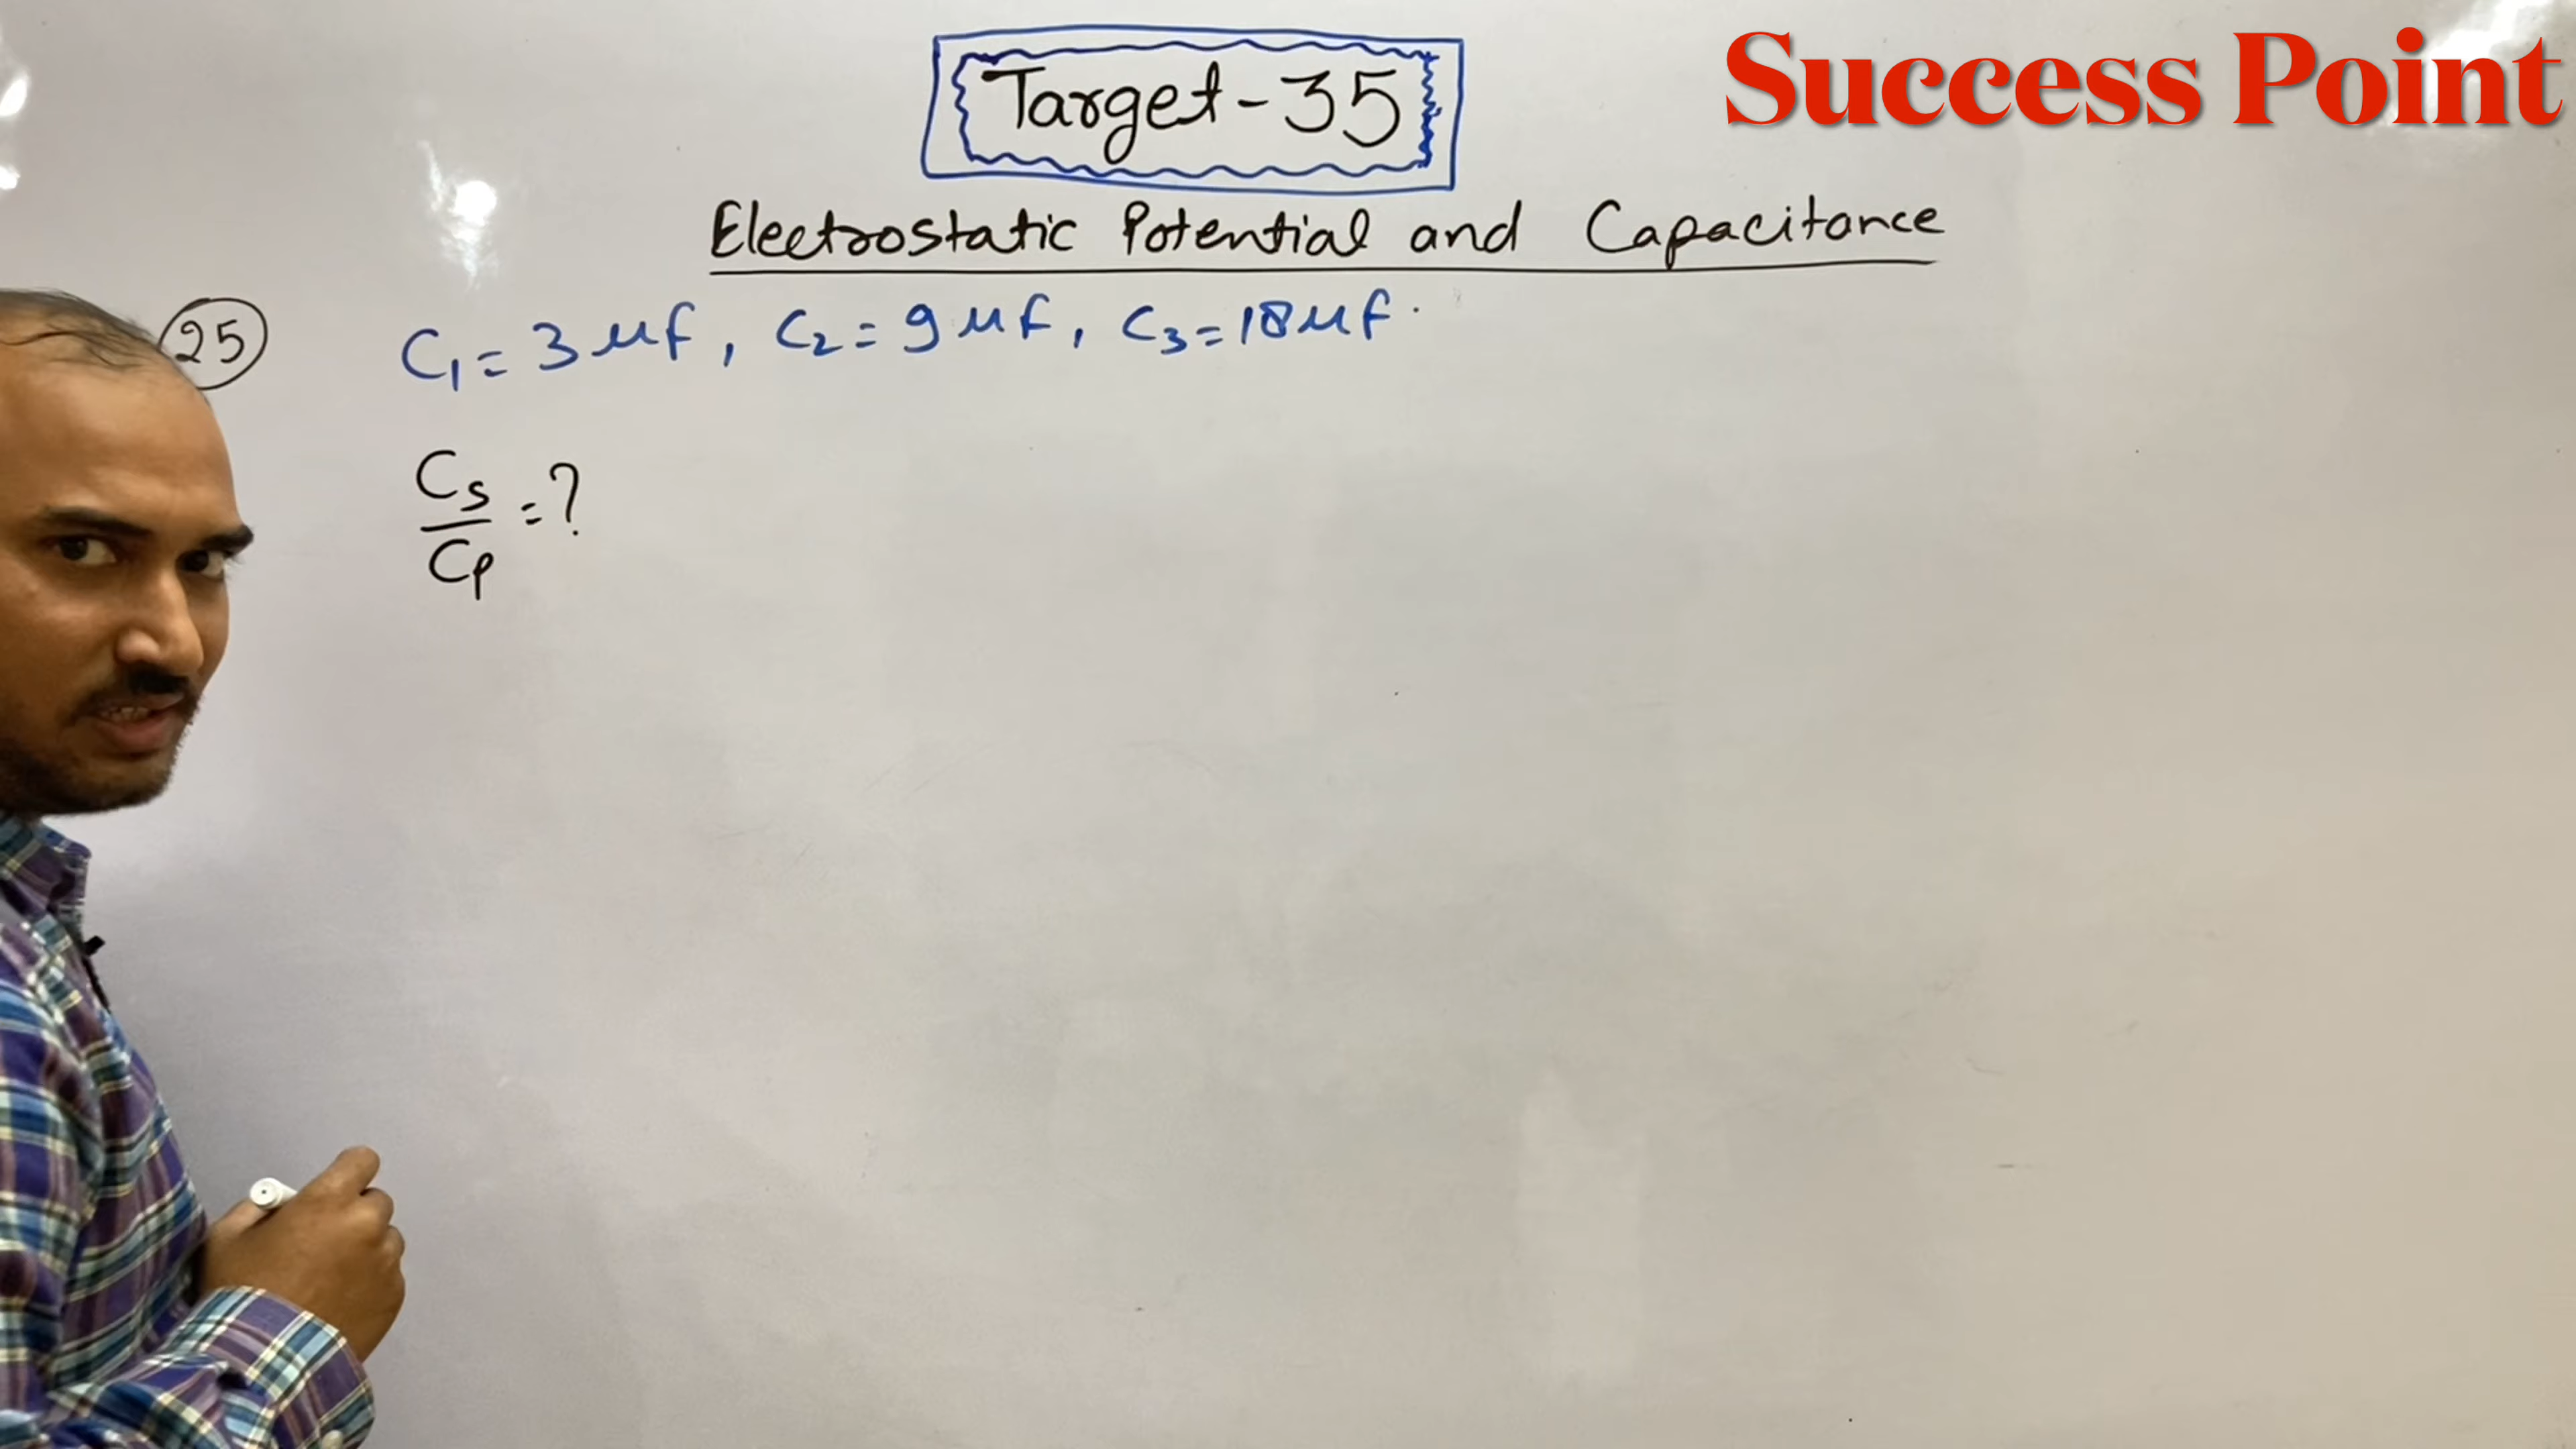 Target-35
Success Point
Electrostatic Potential and Capacitance
25 C₁ = 3 μf, C₂ = 9 μf, C₃ = 18 μf.
Cs/Cp = ?